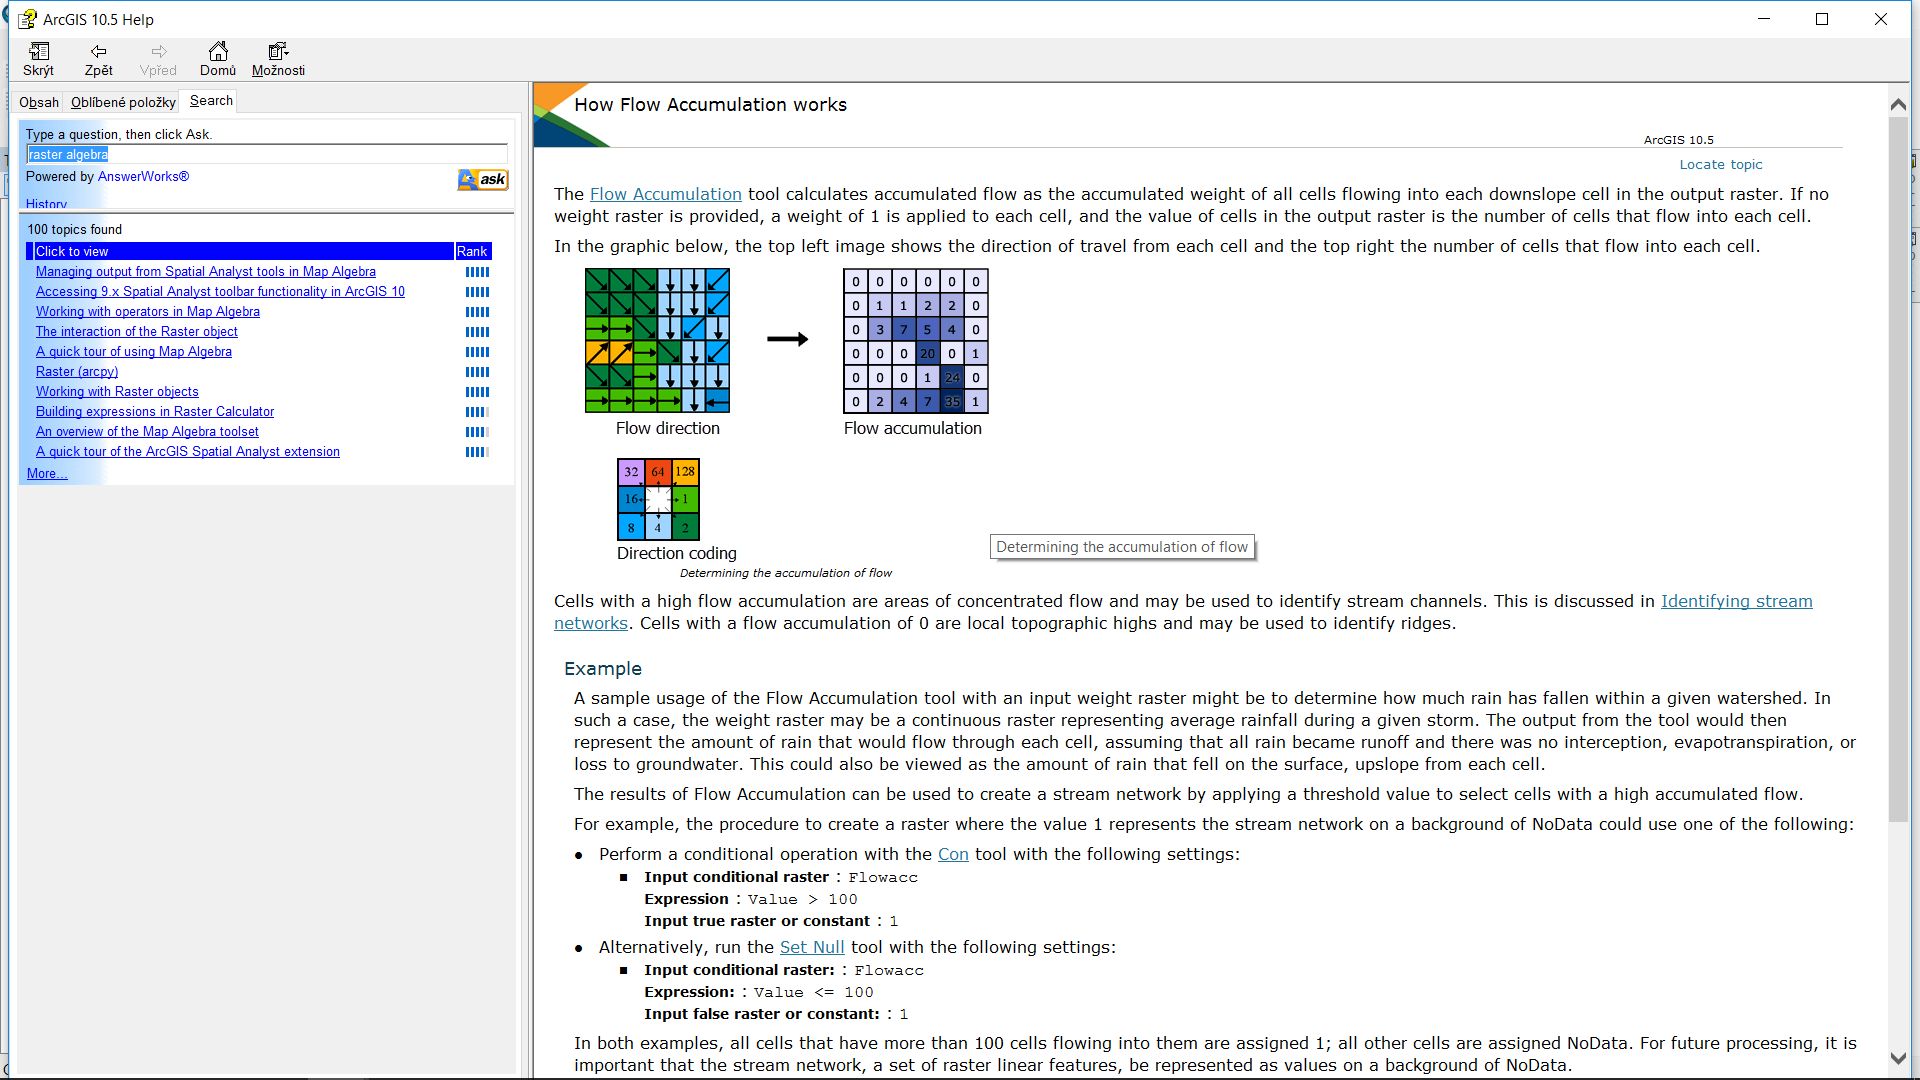 ArcGIS 10.5 Help
Skrýt Zpět Vpřed Domů Možnosti
Obsah Oblíbené položky Search
Type a question, then click Ask.
raster algebra
Powered by AnswerWorks®
ask
History
100 topics found
Click to view Rank
Managing output from Spatial Analyst tools in Map Algebra
Accessing 9.x Spatial Analyst toolbar functionality in ArcGIS 10
Working with operators in Map Algebra
The interaction of the Raster object
A quick tour of using Map Algebra
Raster (arcpy)
Working with Raster objects
Building expressions in Raster Calculator
An overview of the Map Algebra toolset
A quick tour of the ArcGIS Spatial Analyst extension
More...
How Flow Accumulation works
ArcGIS 10.5
Locate topic
The Flow Accumulation tool calculates accumulated flow as the accumulated weight of all cells flowing into each downslope cell in the output raster. If no
weight raster is provided, a weight of 1 is applied to each cell, and the value of cells in the output raster is the number of cells that flow into each cell.
In the graphic below, the top left image shows the direction of travel from each cell and the top right the number of cells that flow into each cell.
0 0 0 0 0 0
0 1 1 2 2 0
0 3 7 5 4 0
0 0 0 20 0 1
0 0 0 1 24 0
0 2 4 7 35 1
Flow direction Flow accumulation
32 64 128
16 1
8 4 2
Direction coding
Determining the accumulation of flow
Determining the accumulation of flow
Cells with a high flow accumulation are areas of concentrated flow and may be used to identify stream channels. This is discussed in Identifying stream
networks. Cells with a flow accumulation of 0 are local topographic highs and may be used to identify ridges.
Example
A sample usage of the Flow Accumulation tool with an input weight raster might be to determine how much rain has fallen within a given watershed. In
such a case, the weight raster may be a continuous raster representing average rainfall during a given storm. The output from the tool would then
represent the amount of rain that would flow through each cell, assuming that all rain became runoff and there was no interception, evapotranspiration, or
loss to groundwater. This could also be viewed as the amount of rain that fell on the surface, upslope from each cell.
The results of Flow Accumulation can be used to create a stream network by applying a threshold value to select cells with a high accumulated flow.
For example, the procedure to create a raster where the value 1 represents the stream network on a background of NoData could use one of the following:
• Perform a conditional operation with the Con tool with the following settings:
▪ Input conditional raster : Flowacc
Expression : Value > 100
Input true raster or constant : 1
• Alternatively, run the Set Null tool with the following settings:
▪ Input conditional raster: : Flowacc
Expression: : Value <= 100
Input false raster or constant: : 1
In both examples, all cells that have more than 100 cells flowing into them are assigned 1; all other cells are assigned NoData. For future processing, it is
important that the stream network, a set of raster linear features, be represented as values on a background of NoData.